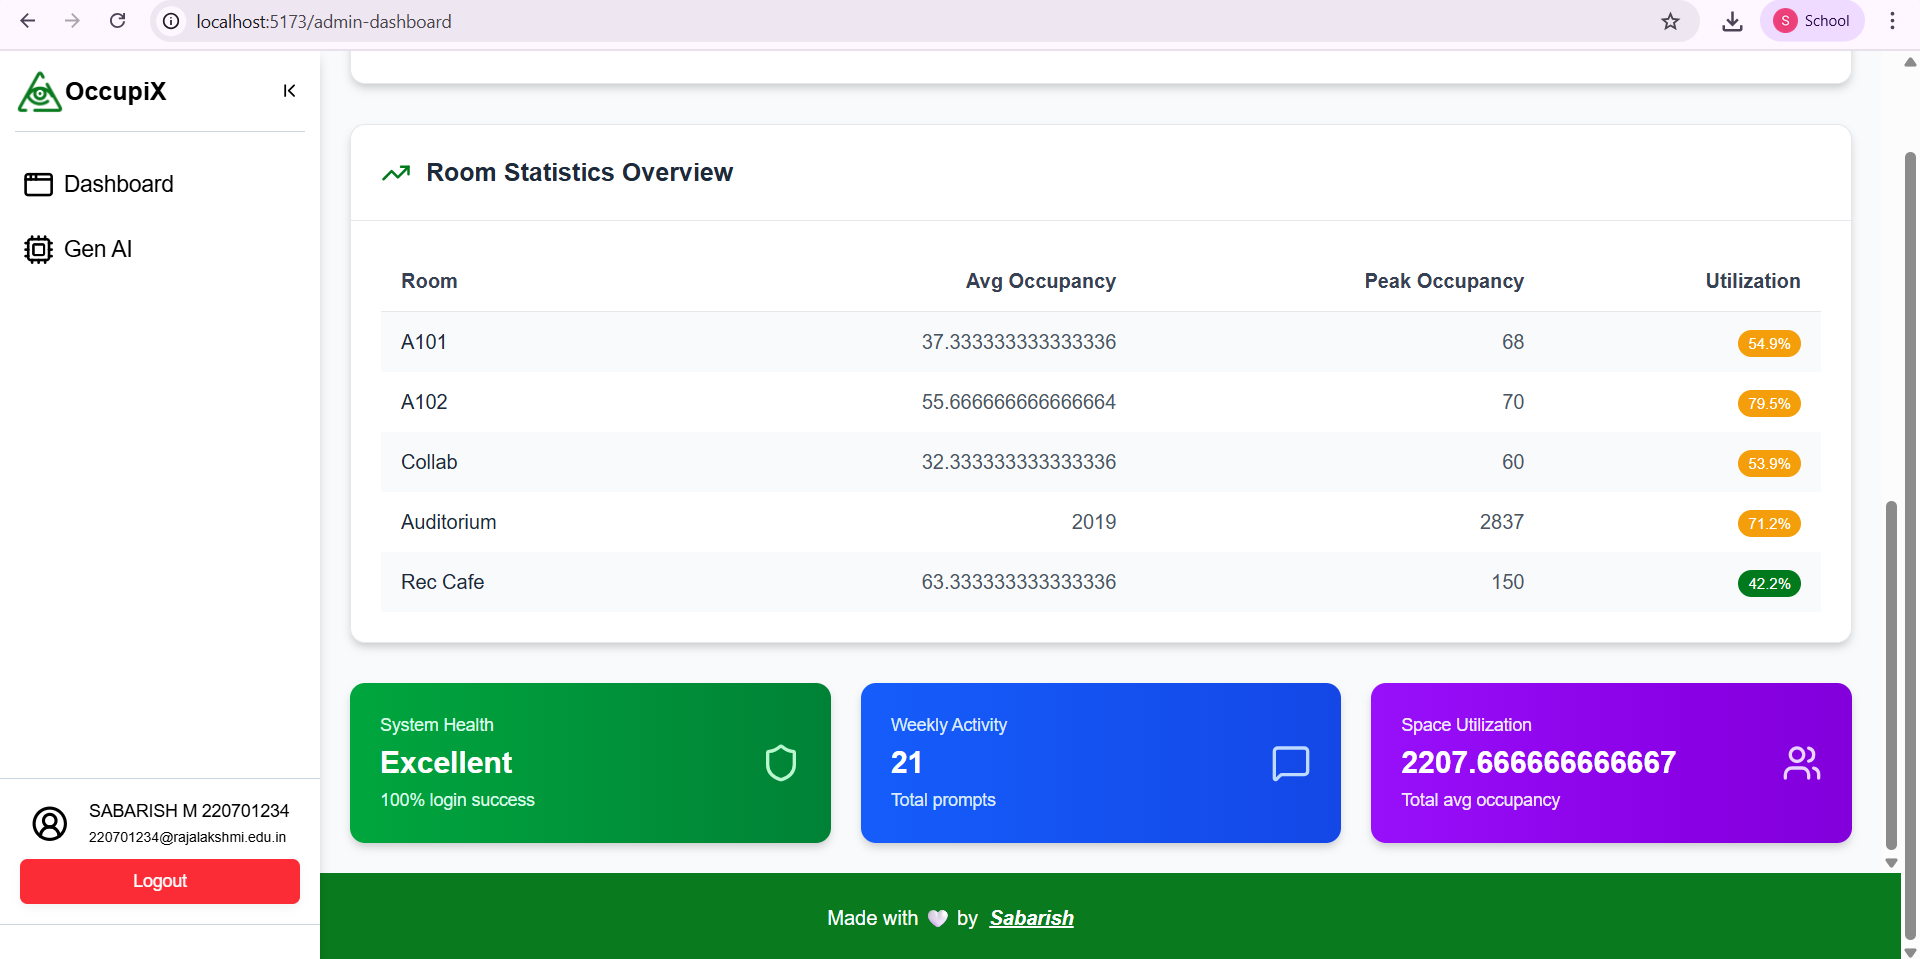 localhost:5173/admin-dashboard
S School
OccupiX
Dashboard
Gen AI
Room Statistics Overview
Room Avg Occupancy Peak Occupancy Utilization
A101 37.333333333333336 68 54.9%
A102 55.666666666666664 70 79.5%
Collab 32.333333333333336 60 53.9%
Auditorium 2019 2837 71.2%
Rec Cafe 63.333333333333336 150 42.2%
System Health
Excellent
100% login success
Weekly Activity
21
Total prompts
Space Utilization
2207.666666666667
Total avg occupancy
SABARISH M 220701234
220701234@rajalakshmi.edu.in
Logout
Made with 🤍 by Sabarish